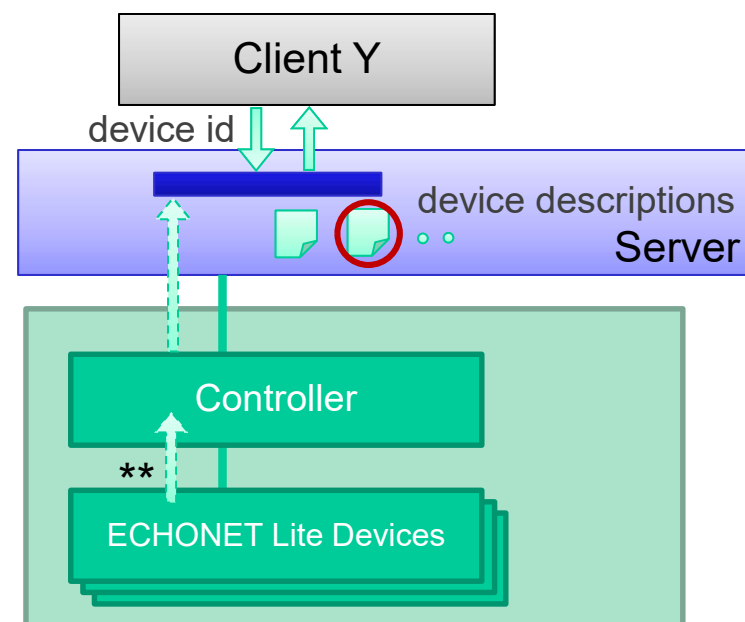 Client Y
device id
device descriptions
Server
Controller
**
ECHONET Lite Devices